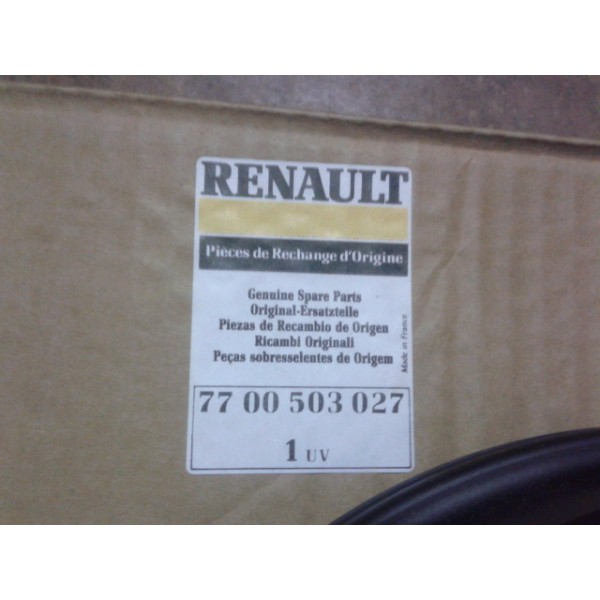 RENAULT
Pièces de Rechange d'Origine
Genuine Spare Parts
Original-Ersatzteile
Piezas de Recambio de Origen
Ricambi Originali
Peças sobresselentes de Origem
Made in France
77 00 503 027
1 UV